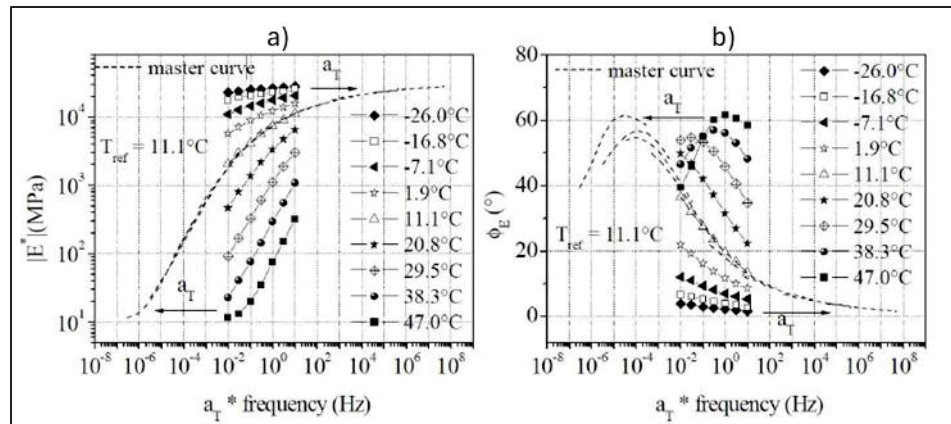 a)
b)
a_T
master curve
-26.0°C
-16.8°C
-7.1°C
1.9°C
11.1°C
20.8°C
29.5°C
38.3°C
47.0°C
T_ref = 11.1°C
a_T
|E*|(MPa)
10^4
10^3
10^2
10^1
10^-8 10^-6 10^-4 10^-2 10^0 10^2 10^4 10^6 10^8
a_T * frequency (Hz)
master curve
a_T
-26.0°C
-16.8°C
-7.1°C
1.9°C
11.1°C
20.8°C
29.5°C
38.3°C
47.0°C
T_ref = 11.1°C
a_T
ϕ_E (°)
80
60
40
20
0
10^-8 10^-6 10^-4 10^-2 10^0 10^2 10^4 10^6 10^8
a_T * frequency (Hz)